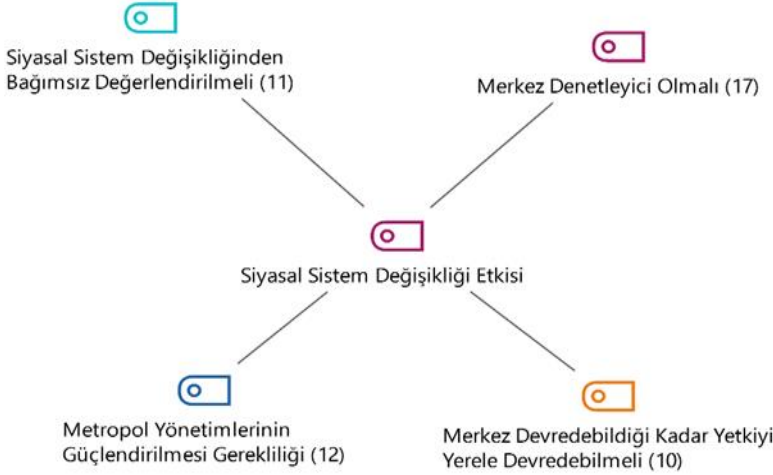 Siyasal Sistem Değişikliğinden
Bağımsız Değerlendirilmeli (11)
Merkez Denetleyici Olmalı (17)
Siyasal Sistem Değişikliği Etkisi
Metropol Yönetimlerinin
Güçlendirilmesi Gerekliliği (12)
Merkez Devredebildiği Kadar Yetkiyi
Yerele Devredebilmeli (10)